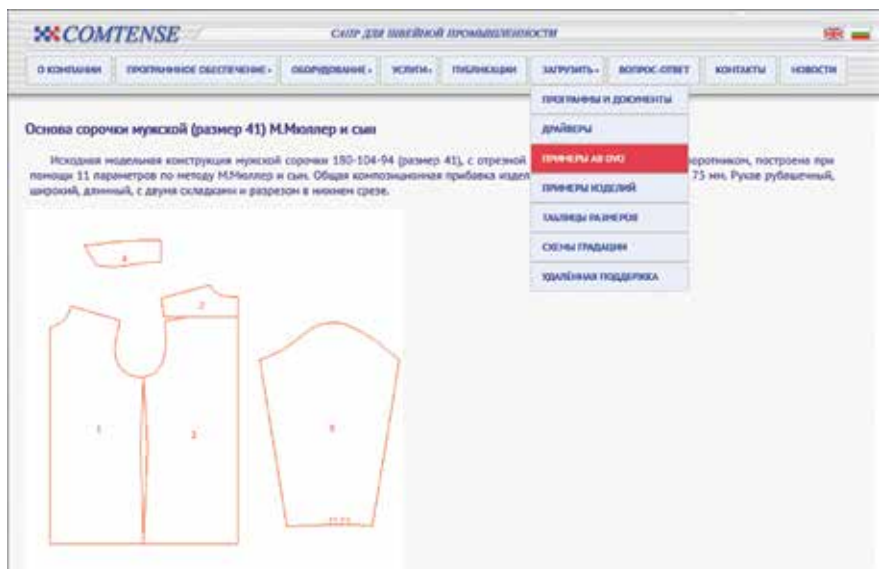 COMTENSE
САПР ДЛЯ ШВЕЙНОЙ ПРОМЫШЛЕННОСТИ
О КОМПАНИИ ПРОГРАММНОЕ ОБЕСПЕЧЕНИЕ ОБОРУДОВАНИЕ УСЛУГИ ПУБЛИКАЦИИ ЗАГРУЗИТЬ ВОПРОС-ОТВЕТ КОНТАКТЫ НОВОСТИ
ПРОГРАММЫ И ДОКУМЕНТЫ
ДРАЙВЕРЫ
ПРИМЕРЫ AB OVO
ПРИМЕРЫ ИЗДЕЛИЙ
ТАБЛИЦЫ РАЗМЕРОВ
СХЕМЫ ГРАДАЦИИ
УДАЛЁННАЯ ПОДДЕРЖКА
Основа сорочки мужской (размер 41) М.Мюллер и сын
Исходная модельная конструкция мужской сорочки 180-104-94 (размер 41), с отрезной воротником, построена при
помощи 11 параметров по методу М.Мюллер и сын. Общая композиционная прибавка издел 75 мм. Рукав рубашечный,
широкий, длинный, с двумя складками и разрезом в нижнем срезе.
4
2
1
3
5